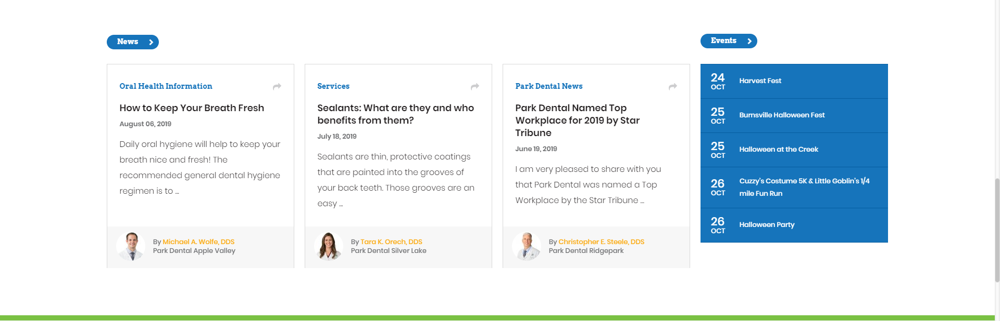 News
Oral Health Information
How to Keep Your Breath Fresh
August 06, 2019
Daily oral hygiene will help to keep your
breath nice and fresh! The
recommended general dental hygiene
regimen is to ...
By Michael A. Wolfe, DDS
Park Dental Apple Valley
Services
Sealants: What are they and who
benefits from them?
July 18, 2019
Sealants are thin, protective coatings
that are painted into the grooves of
your back teeth. Those grooves are an
easy ...
By Tara K. Orech, DDS
Park Dental Silver Lake
Park Dental News
Park Dental Named Top
Workplace for 2019 by Star
Tribune
June 19, 2019
I am very pleased to share with you
that Park Dental was named a Top
Workplace by the Star Tribune ...
By Christopher E. Steele, DDS
Park Dental Ridgepark
Events
24
OCT
Harvest Fest
25
OCT
Burnsville Halloween Fest
25
OCT
Halloween at the Creek
26
OCT
Cuzzy's Costume 5K & Little Goblin's 1/4
mile Fun Run
26
OCT
Halloween Party